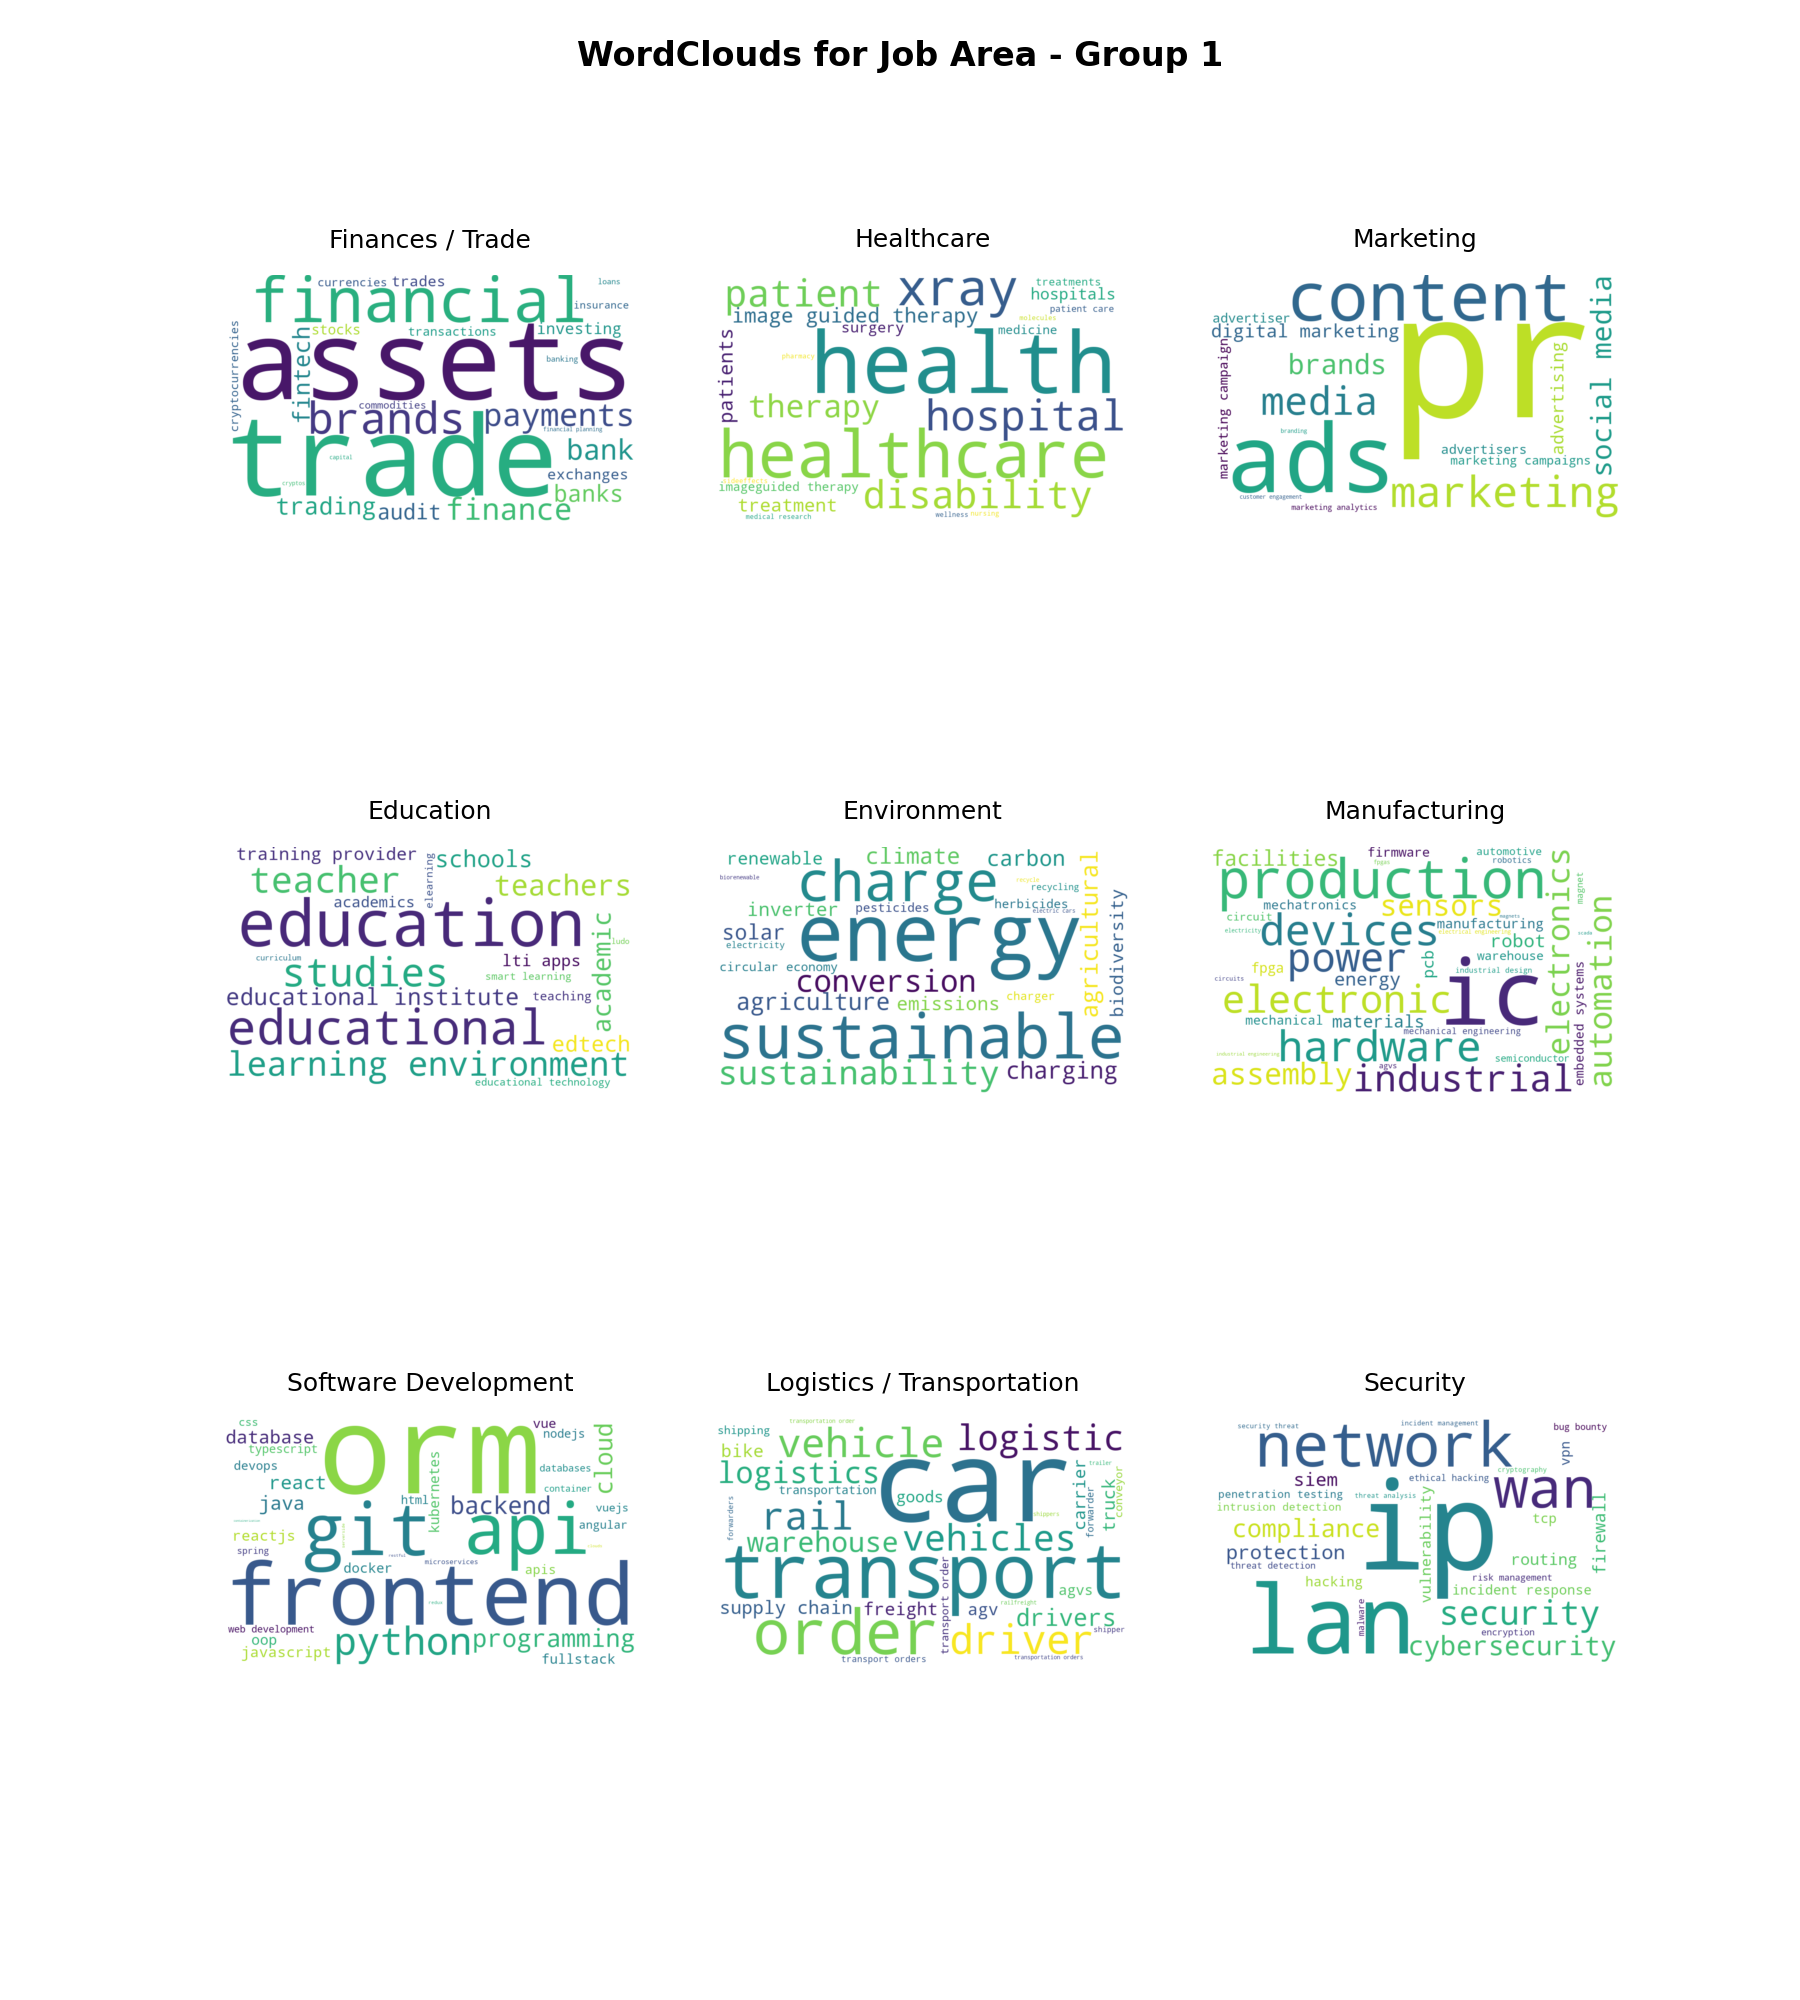 WordClouds for Job Area - Group 1
Finances / Trade
currencies
trades
loans
financial
insurance
stocks
transactions
investing
cryptocurrencies
fintech
assets
banking
commodities
brands
payments
financial planning
trade
bank
capital
exchanges
cryptos
banks
trading
audit
finance
Healthcare
patient
xray
treatments
hospitals
patient care
image guided therapy
molecules
surgery
medicine
patients
pharmacy
health
therapy
hospital
healthcare
imageguided therapy
disability
treatment
medical research
wellness
nursing
Marketing
content
social media
advertiser
digital marketing
pr
marketing campaign
brands
advertising
media
branding
ads
advertisers
marketing campaigns
marketing
customer engagement
marketing analytics
Education
training provider
elearning
schools
teacher
teachers
academics
education
academic
ludo
curriculum
lti apps
studies
smart learning
educational institute
teaching
educational
edtech
learning environment
educational technology
Environment
renewable
climate
carbon
agricultural
biorenewable
charge
recycle
recycling
inverter
pesticides
herbicides
electric cars
biodiversity
solar
energy
electricity
circular economy
conversion
agriculture
emissions
charger
sustainable
sustainability
charging
Manufacturing
facilities
firmware
automotive
robotics
fpgas
electronics
production
magnet
mechatronics
sensors
magnets
circuit
manufacturing
automation
electricity
devices
electrical engineering
scada
robot
power
pcb
warehouse
fpga
industrial design
circuits
energy
ic
embedded systems
electronic
mechanical
materials
mechanical engineering
hardware
industrial engineering
semiconductor
agvs
assembly
industrial
Software Development
css
orm
vue
cloud
database
nodejs
typescript
kubernetes
devops
databases
react
container
java
html
backend
vuejs
git
api
angular
reactjs
spring
restful
microservices
docker
apis
frontend
redux
web development
oop
python
programming
javascript
fullstack
Logistics / Transportation
transportation order
shipping
vehicle
logistic
bike
car
trailer
logistics
carrier
truck
conveyor
transportation
goods
forwarders
forwarder
rail
shippers
warehouse
vehicles
transport
transport order
agvs
supply chain
freight
agv
railfreight
drivers
order
driver
shipper
transport orders
transportation orders
Security
security threat
incident management
bug bounty
network
vpn
cryptography
siem
ethical hacking
wan
penetration testing
threat analysis
intrusion detection
vulnerability
ip
firewall
tcp
compliance
protection
routing
threat detection
risk management
hacking
incident response
lan
malware
security
encryption
cybersecurity